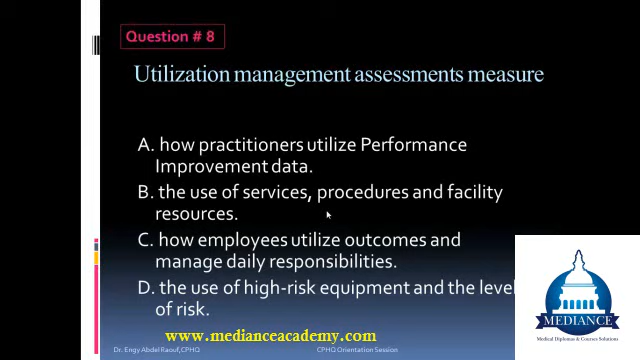 Question # 8
Utilization management assessments measure
A. how practitioners utilize Performance
Improvement data.
B. the use of services, procedures and facility
resources.
C. how employees utilize outcomes and
manage daily responsibilities.
D. the use of high-risk equipment and the level
of risk.
MEDIANCE
Medical Diplomas & Courses Solutions
www.medianceacademy.com
Dr. Engy Abdel Raouf,CPHQ
CPHQ Orientation Session